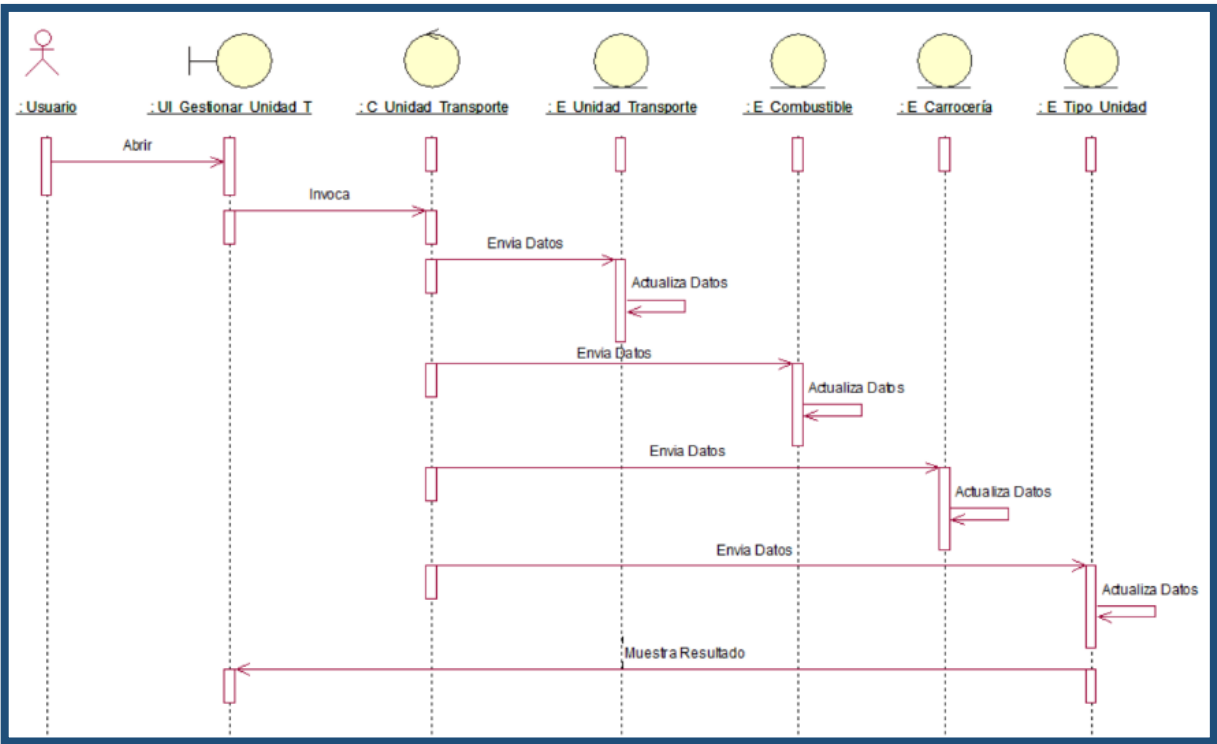 : Usuario
: UI_Gestionar_Unidad_T
: C_Unidad_Transporte
: E_Unidad_Transporte
: E_Combustible
: E_Carrocería
: E_Tipo_Unidad
Abrir
Invoca
Envia Datos
Actualiza Datos
Envia Datos
Actualiza Datos
Envia Datos
Actualiza Datos
Envia Datos
Actualiza Datos
Muestra Resultado